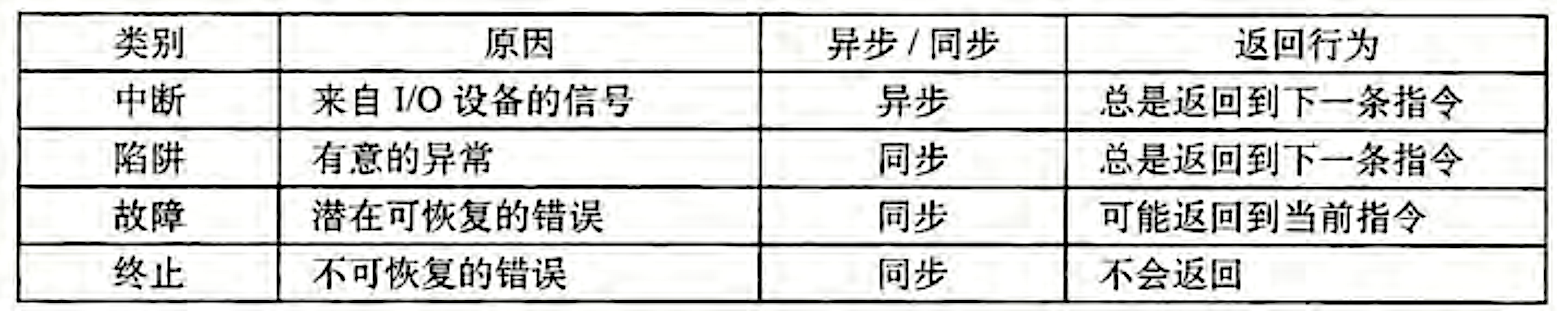 类别 原因 异步 / 同步 返回行为
中断 来自 I/O 设备的信号 异步 总是返回到下一条指令
陷阱 有意的异常 同步 总是返回到下一条指令
故障 潜在可恢复的错误 同步 可能返回到当前指令
终止 不可恢复的错误 同步 不会返回